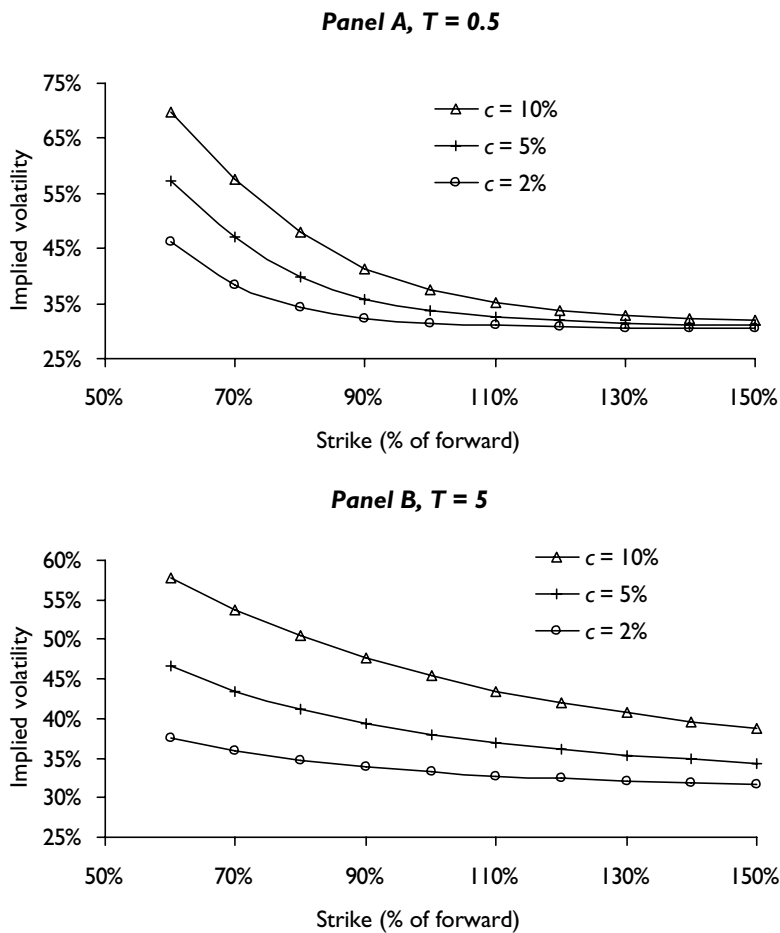 Panel A, T = 0.5
75%
65%
55%
45%
35%
25%
Implied volatility
c = 10%
c = 5%
c = 2%
50% 70% 90% 110% 130% 150%
Strike (% of forward)
Panel B, T = 5
60%
55%
50%
45%
40%
35%
30%
25%
Implied volatility
c = 10%
c = 5%
c = 2%
50% 70% 90% 110% 130% 150%
Strike (% of forward)